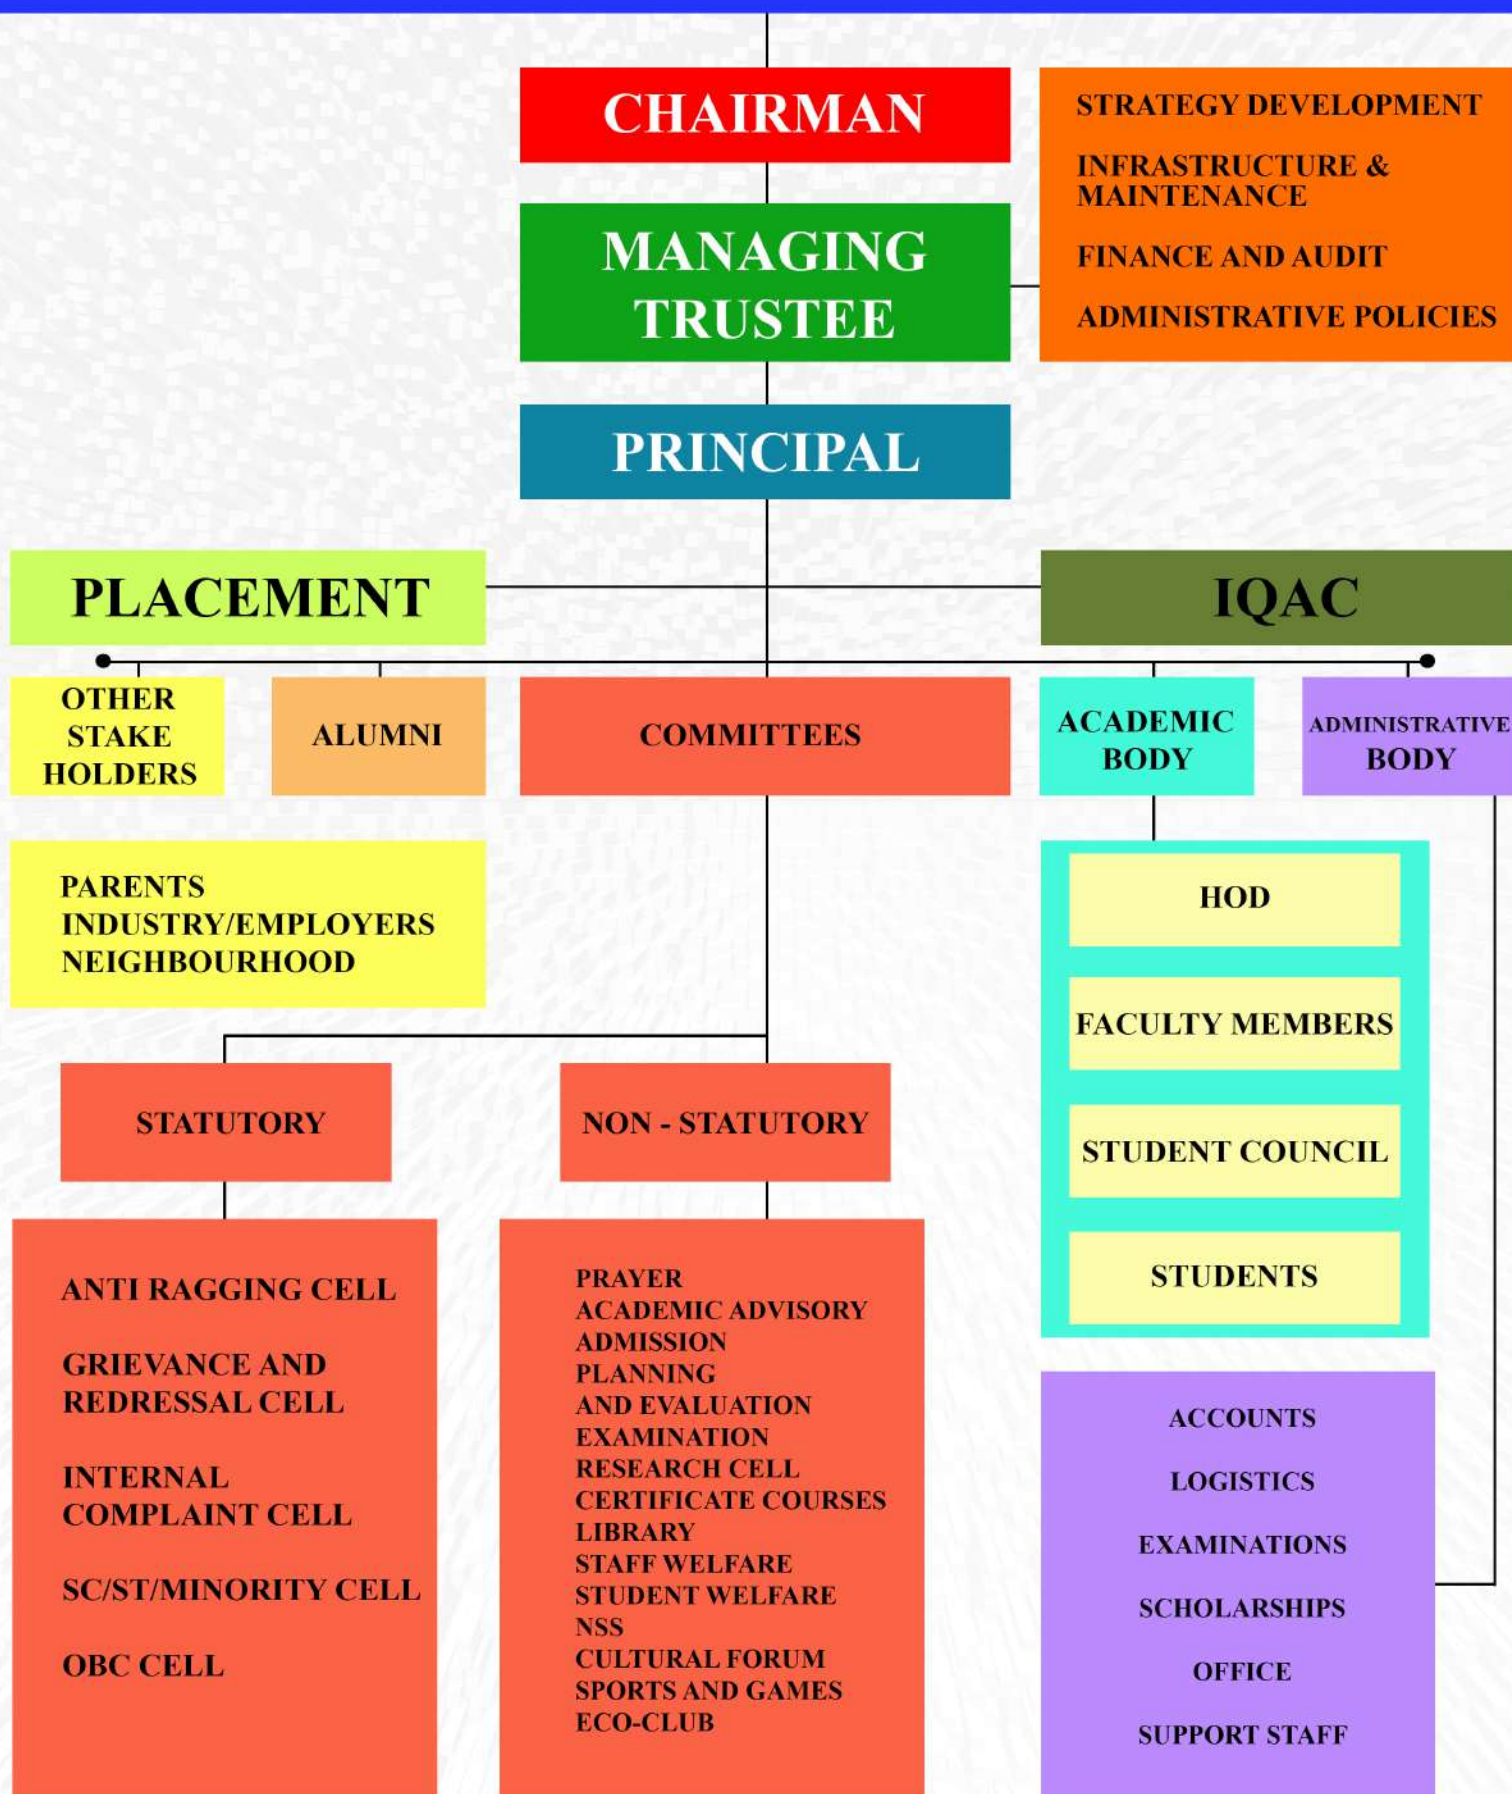 CHAIRMAN
STRATEGY DEVELOPMENT
INFRASTRUCTURE &
MAINTENANCE
FINANCE AND AUDIT
ADMINISTRATIVE POLICIES
MANAGING
TRUSTEE
PRINCIPAL
PLACEMENT
IQAC
OTHER
STAKE
HOLDERS
ALUMNI
COMMITTEES
ACADEMIC
BODY
ADMINISTRATIVE
BODY
PARENTS
INDUSTRY/EMPLOYERS
NEIGHBOURHOOD
HOD
FACULTY MEMBERS
STUDENT COUNCIL
STUDENTS
STATUTORY
NON - STATUTORY
ANTI RAGGING CELL
GRIEVANCE AND
REDRESSAL CELL
INTERNAL
COMPLAINT CELL
SC/ST/MINORITY CELL
OBC CELL
PRAYER
ACADEMIC ADVISORY
ADMISSION
PLANNING
AND EVALUATION
EXAMINATION
RESEARCH CELL
CERTIFICATE COURSES
LIBRARY
STAFF WELFARE
STUDENT WELFARE
NSS
CULTURAL FORUM
SPORTS AND GAMES
ECO-CLUB
ACCOUNTS
LOGISTICS
EXAMINATIONS
SCHOLARSHIPS
OFFICE
SUPPORT STAFF